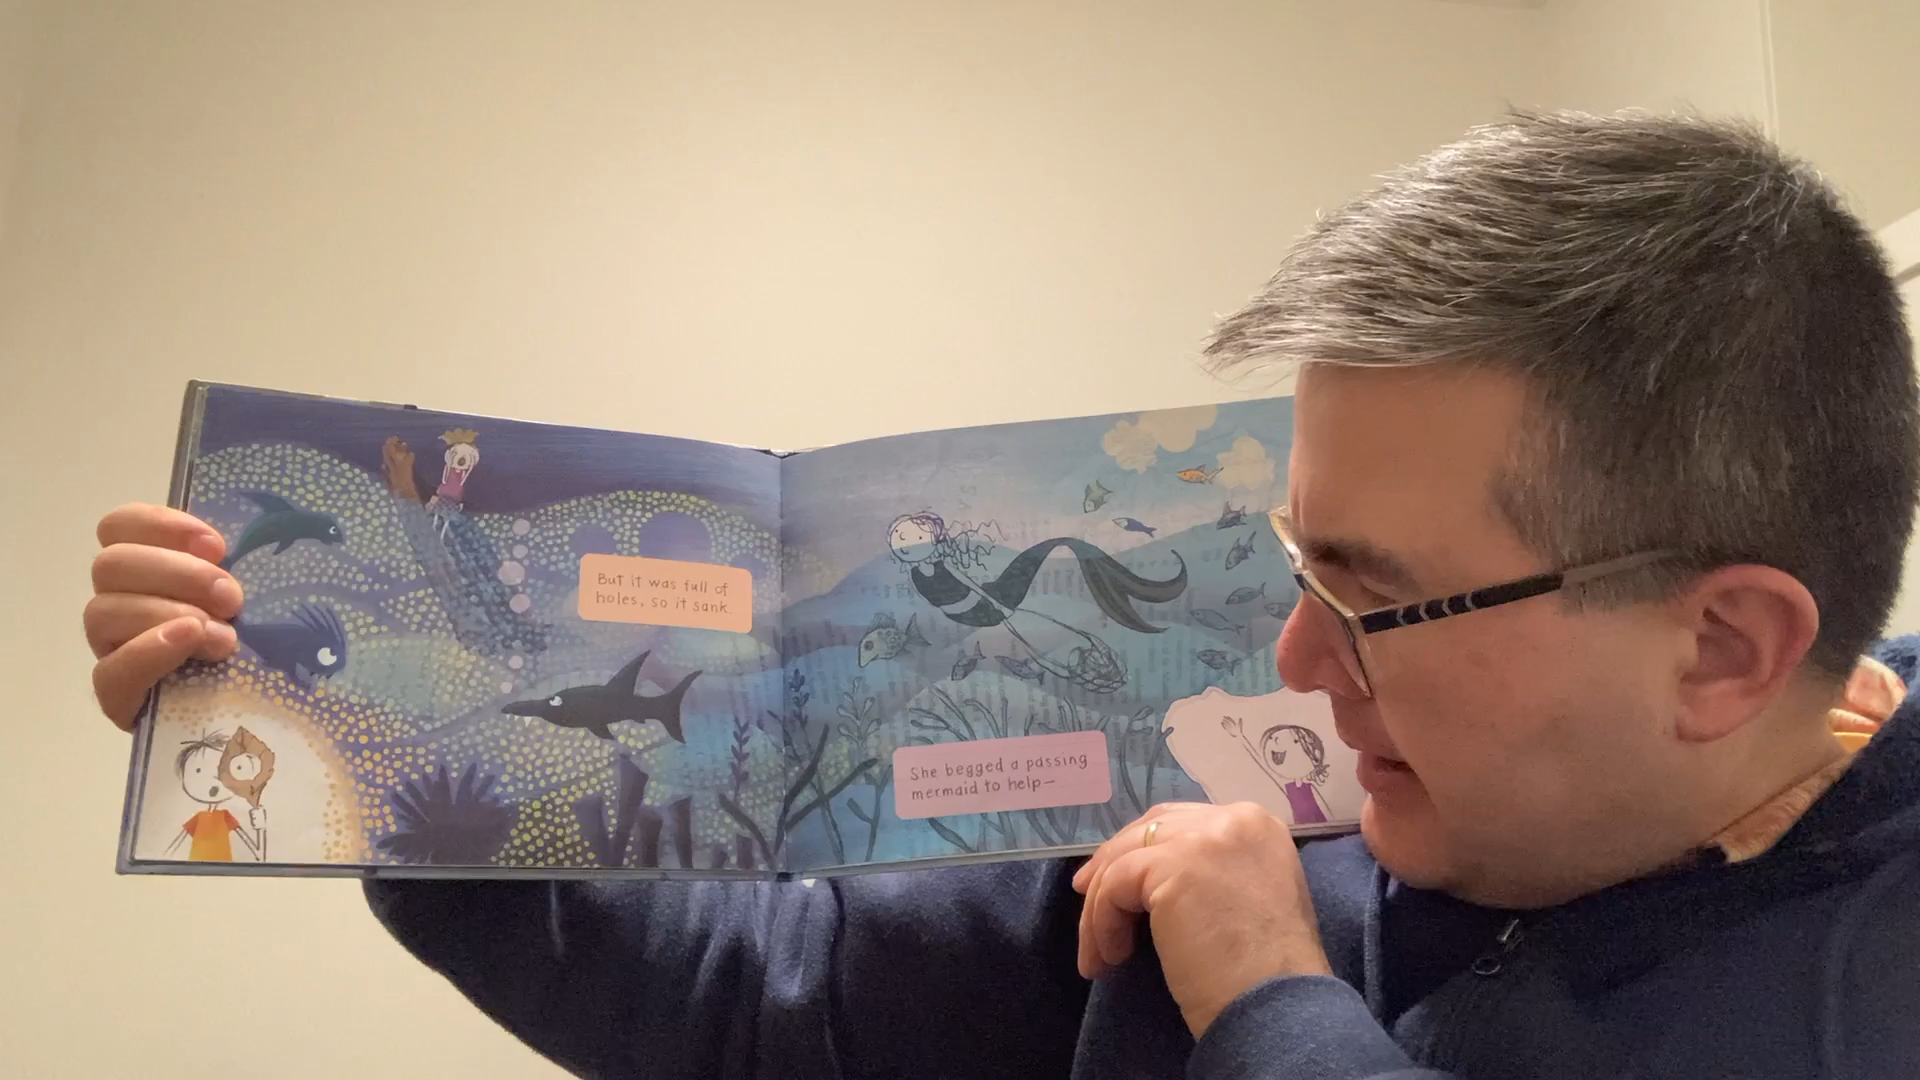 But it was full of
holes, so it sank.
She begged a passing
mermaid to help—